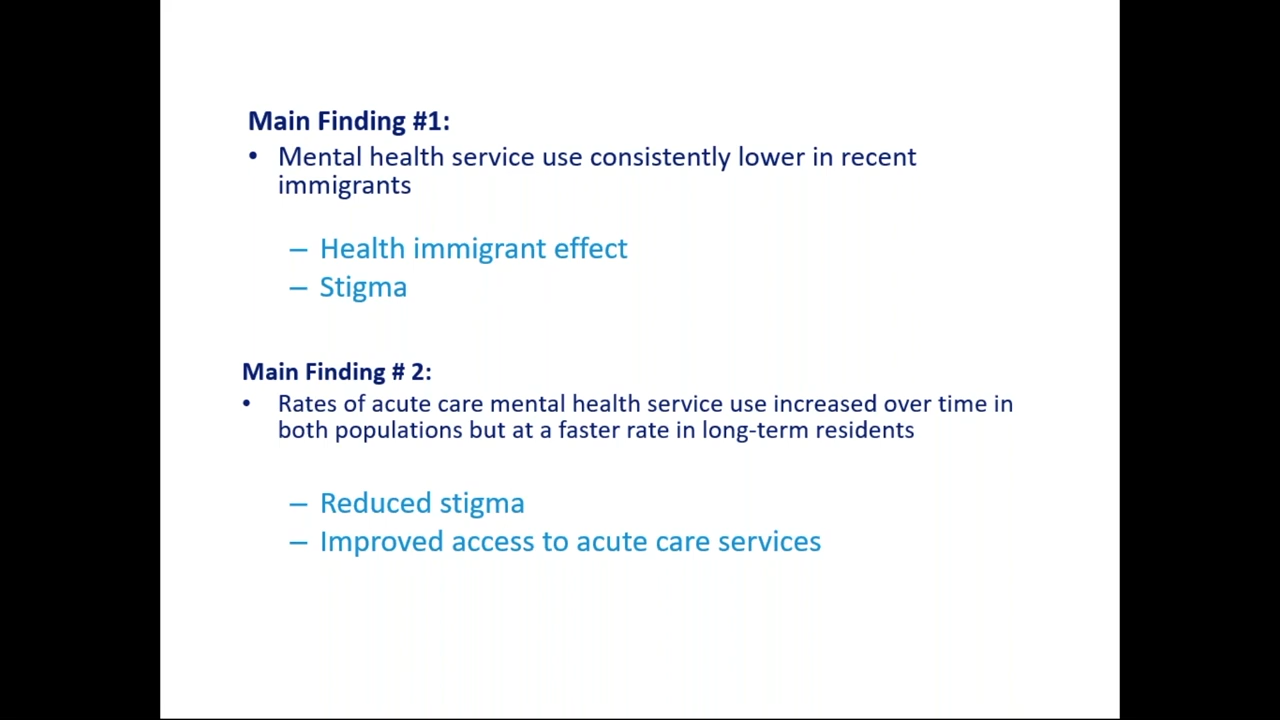 Main Finding #1:
• Mental health service use consistently lower in recent
immigrants
– Health immigrant effect
– Stigma
Main Finding # 2:
• Rates of acute care mental health service use increased over time in
both populations but at a faster rate in long-term residents
– Reduced stigma
– Improved access to acute care services